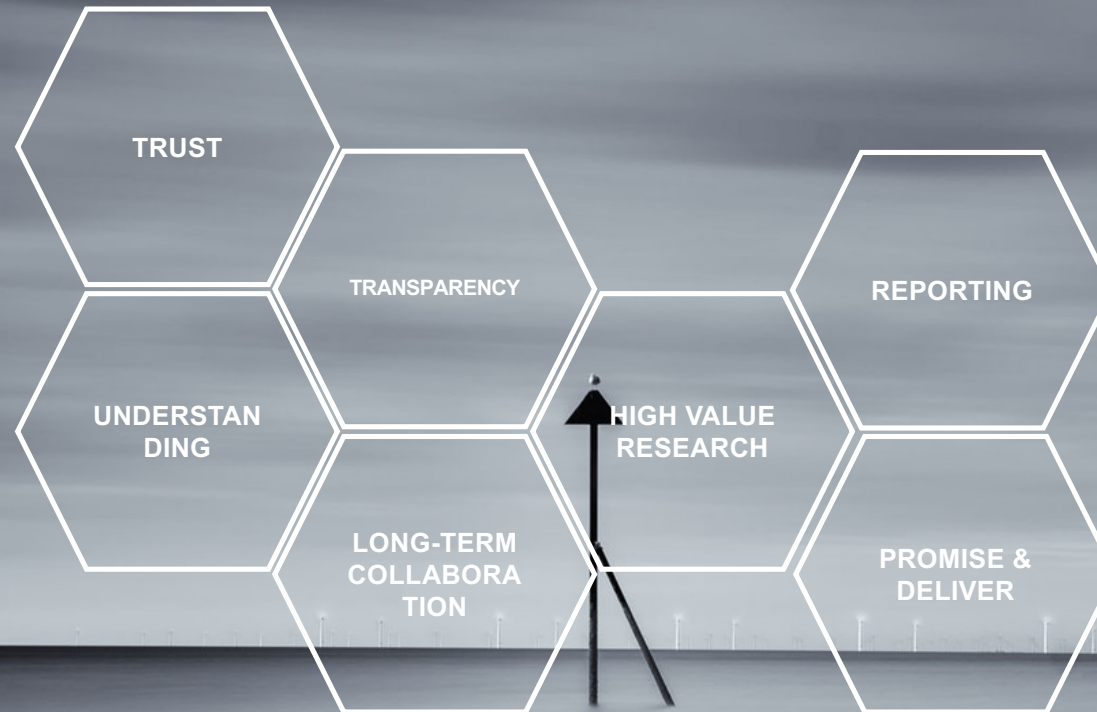 TRUST
TRANSPARENCY
REPORTING
UNDERSTAN
DING
HIGH VALUE
RESEARCH
LONG-TERM
COLLABORA
TION
PROMISE &
DELIVER